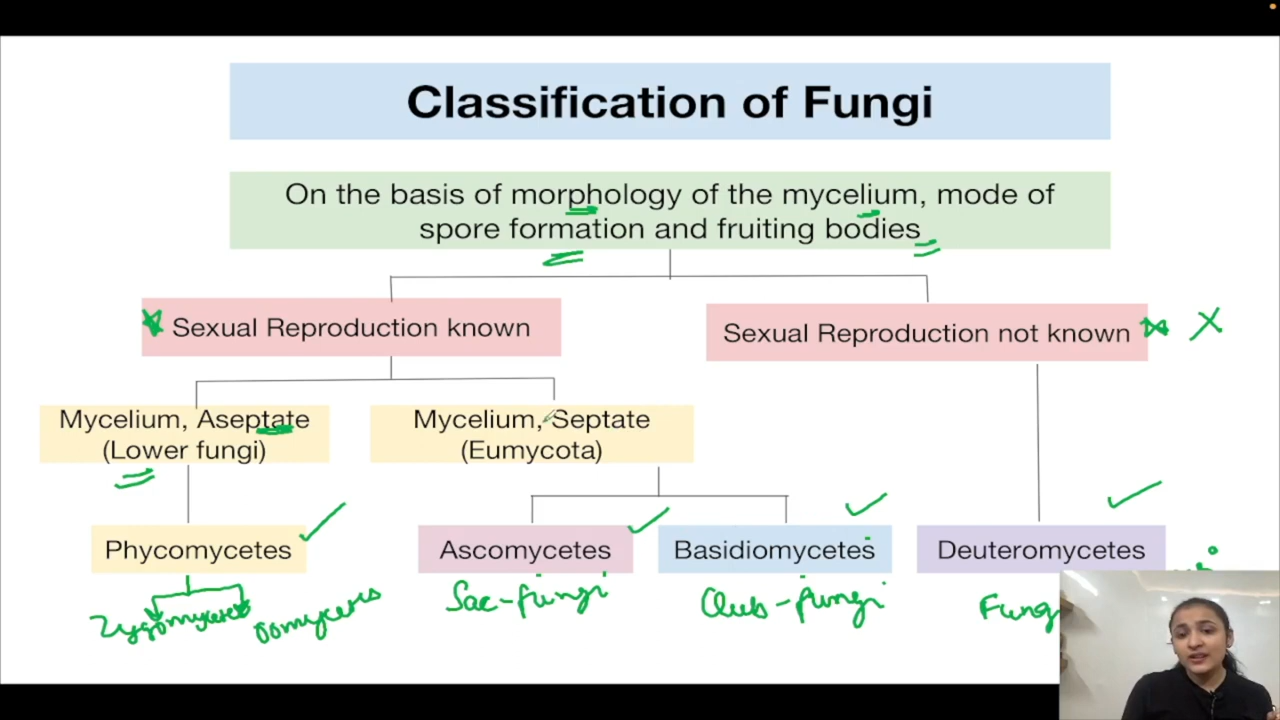 Classification of Fungi
On the basis of morphology of the mycelium, mode of
spore formation and fruiting bodies
Sexual Reproduction known
Sexual Reproduction not known
Mycelium, Aseptate
(Lower fungi)
Mycelium, Septate
(Eumycota)
Phycomycetes
Ascomycetes
Basidiomycetes
Deuteromycetes
Zygomycetes
oomycetes
Sac-fungi
Club-fungi